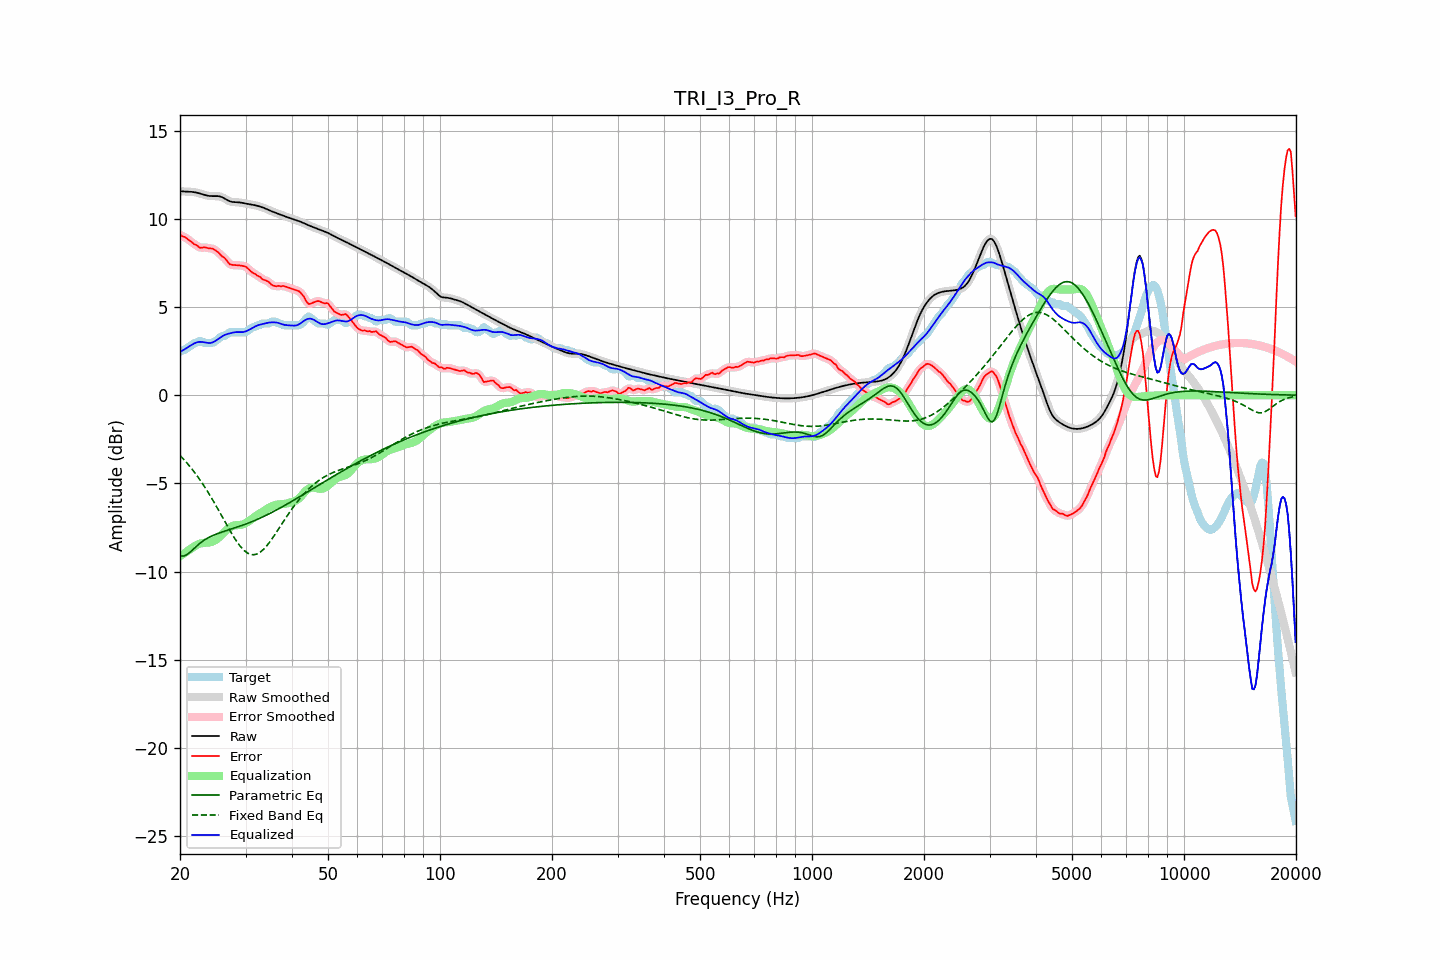 TRI_I3_Pro_R
Amplitude (dBr)
15
10
5
0
−5
−10
−15
−20
−25
Target
Raw Smoothed
Error Smoothed
Raw
Error
Equalization
Parametric Eq
Fixed Band Eq
Equalized
20 50 100 200 500 1000 2000 5000 10000 20000
Frequency (Hz)